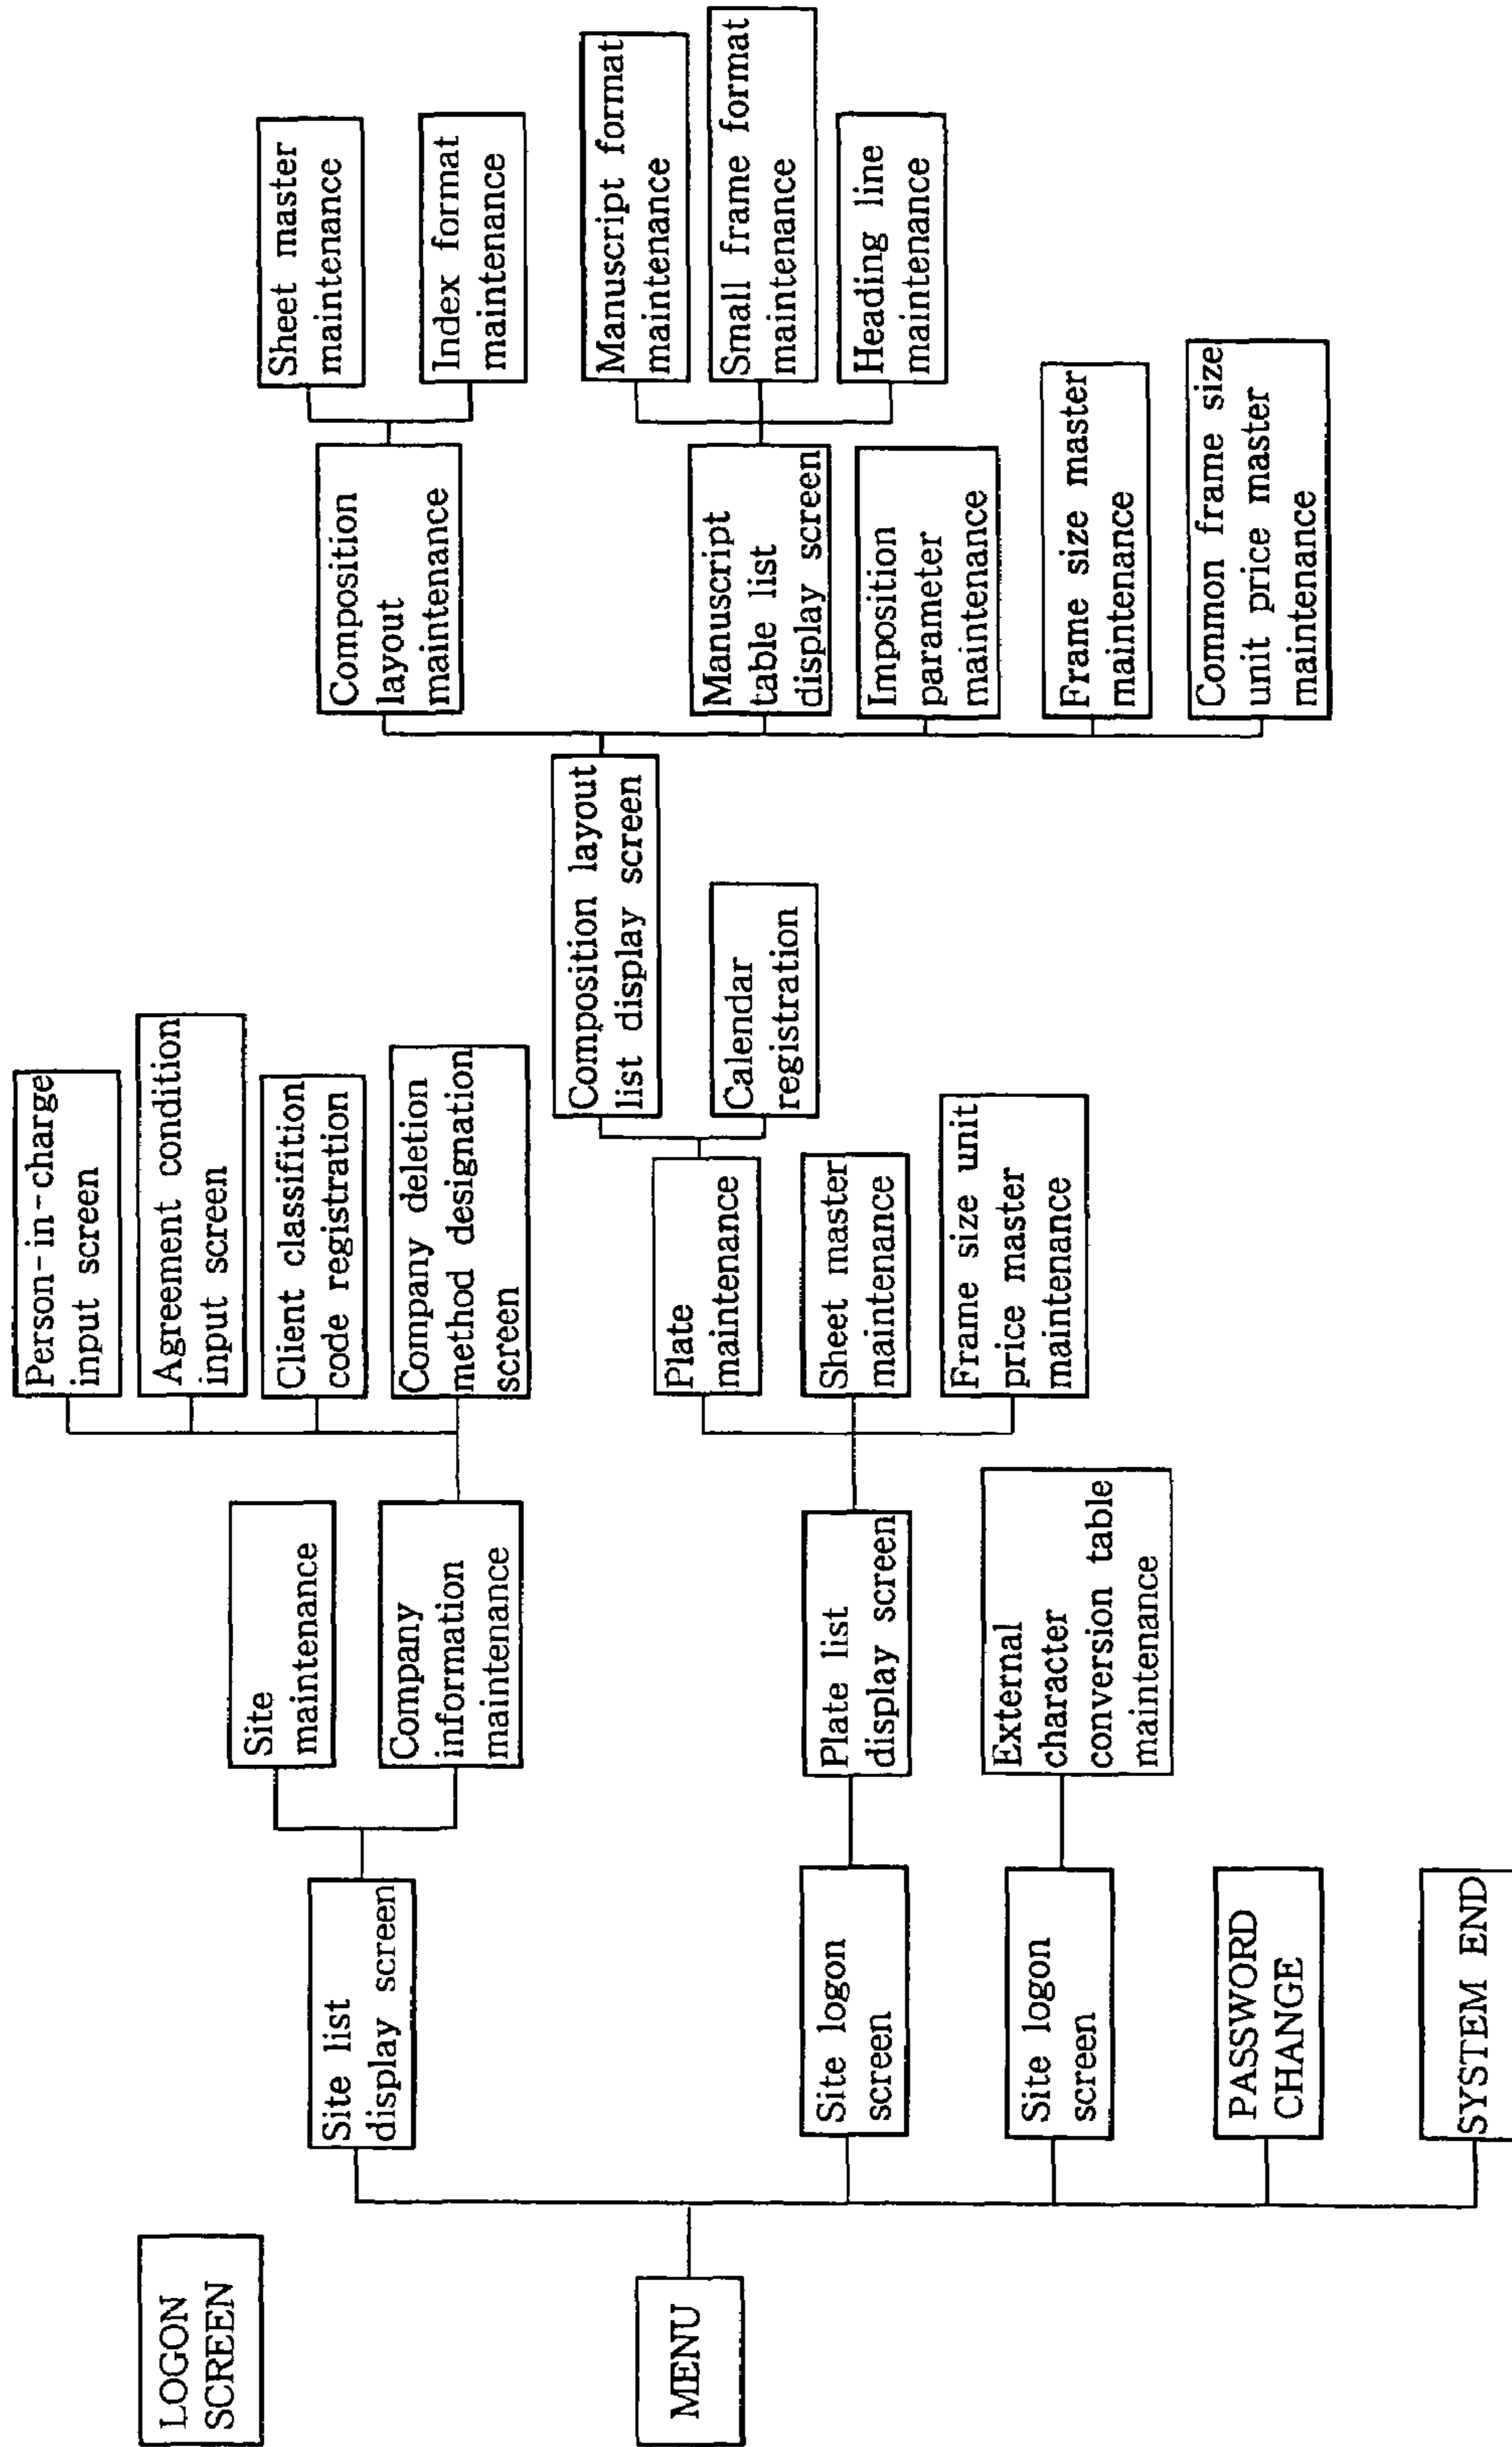 LOGON
SCREEN
MENU
Site list
display screen
Site logon
screen
Site logon
screen
PASSWORD
CHANGE
SYSTEM END
Site
maintenance
Company
information
maintenance
Plate list
display screen
External
character
conversion table
maintenance
Person-in-charge
input screen
Agreement condition
input screen
Client classifition
code registration
Company deletion
method designation
screen
Plate
maintenance
Sheet master
maintenance
Frame size unit
price master
maintenance
Composition layout
list display screen
Calendar
registration
Composition
layout
maintenance
Manuscript
table list
display screen
Imposition
parameter
maintenance
Frame size master
maintenance
Common frame size
unit price master
maintenance
Sheet master
maintenance
Index format
maintenance
Manuscript format
maintenance
Small frame format
maintenance
Heading line
maintenance